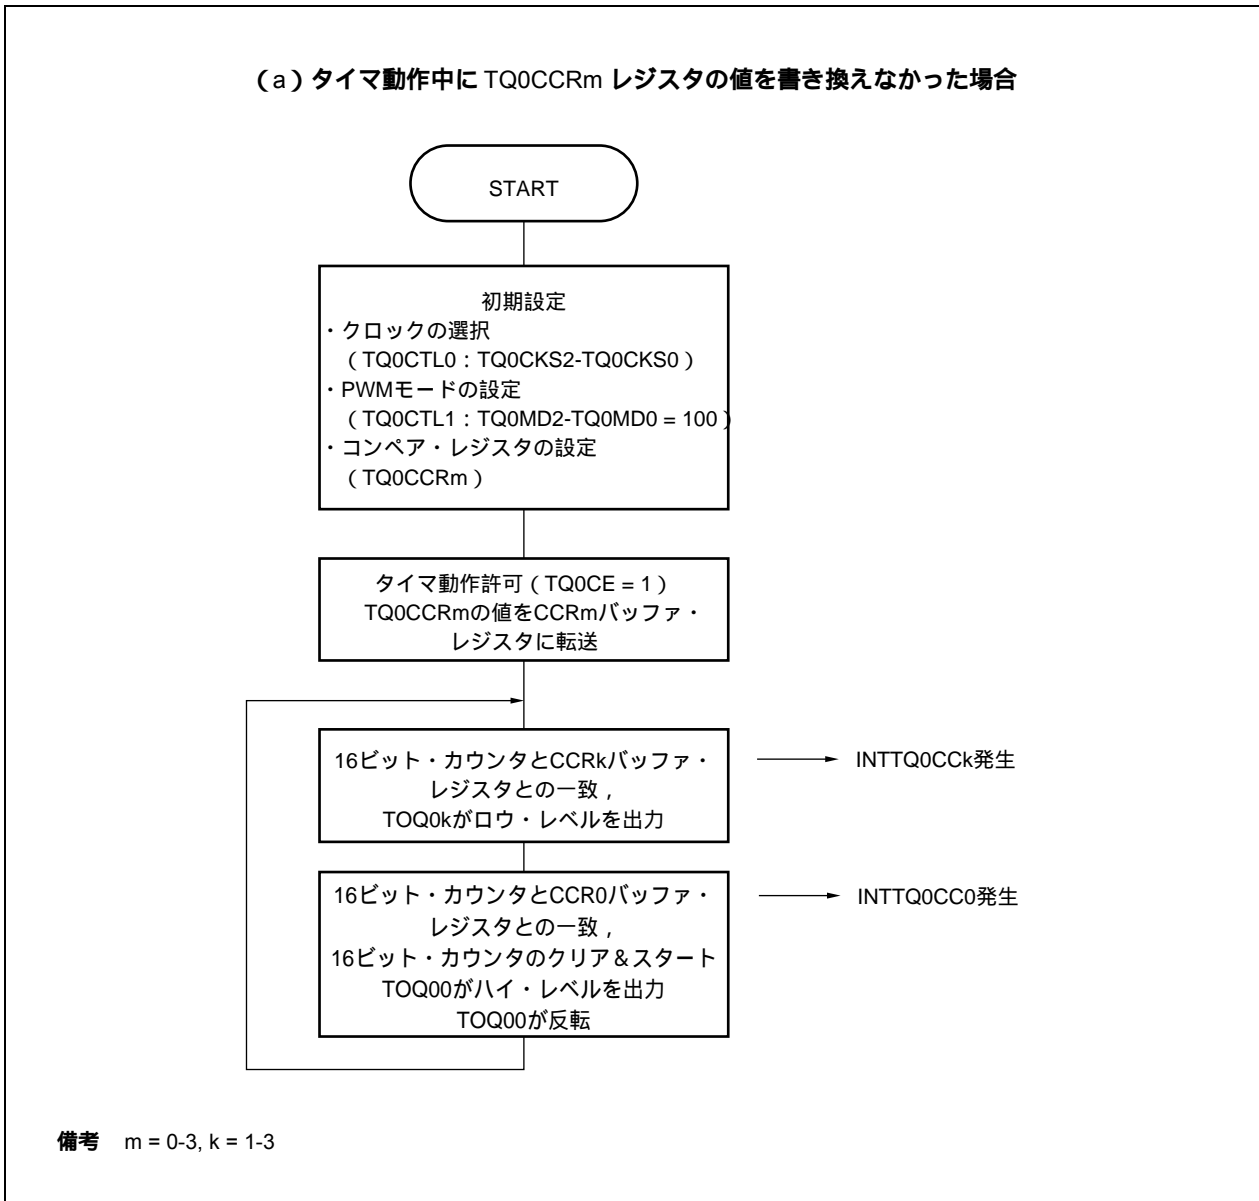 （a）タイマ動作中に TQ0CCRm レジスタの値を書き換えなかった場合
START
初期設定
・クロックの選択
（TQ0CTL0：TQ0CKS2-TQ0CKS0）
・PWMモードの設定
（TQ0CTL1：TQ0MD2-TQ0MD0 = 100）
・コンペア・レジスタの設定
（TQ0CCRm）
タイマ動作許可（TQ0CE = 1）
TQ0CCRmの値をCCRmバッファ・
レジスタに転送
16ビット・カウンタとCCRkバッファ・
レジスタとの一致，
TOQ0kがロウ・レベルを出力
INTTQ0CCk発生
16ビット・カウンタとCCR0バッファ・
レジスタとの一致，
16ビット・カウンタのクリア＆スタート
TOQ00がハイ・レベルを出力
TOQ00が反転
INTTQ0CC0発生
備考 m = 0-3, k = 1-3